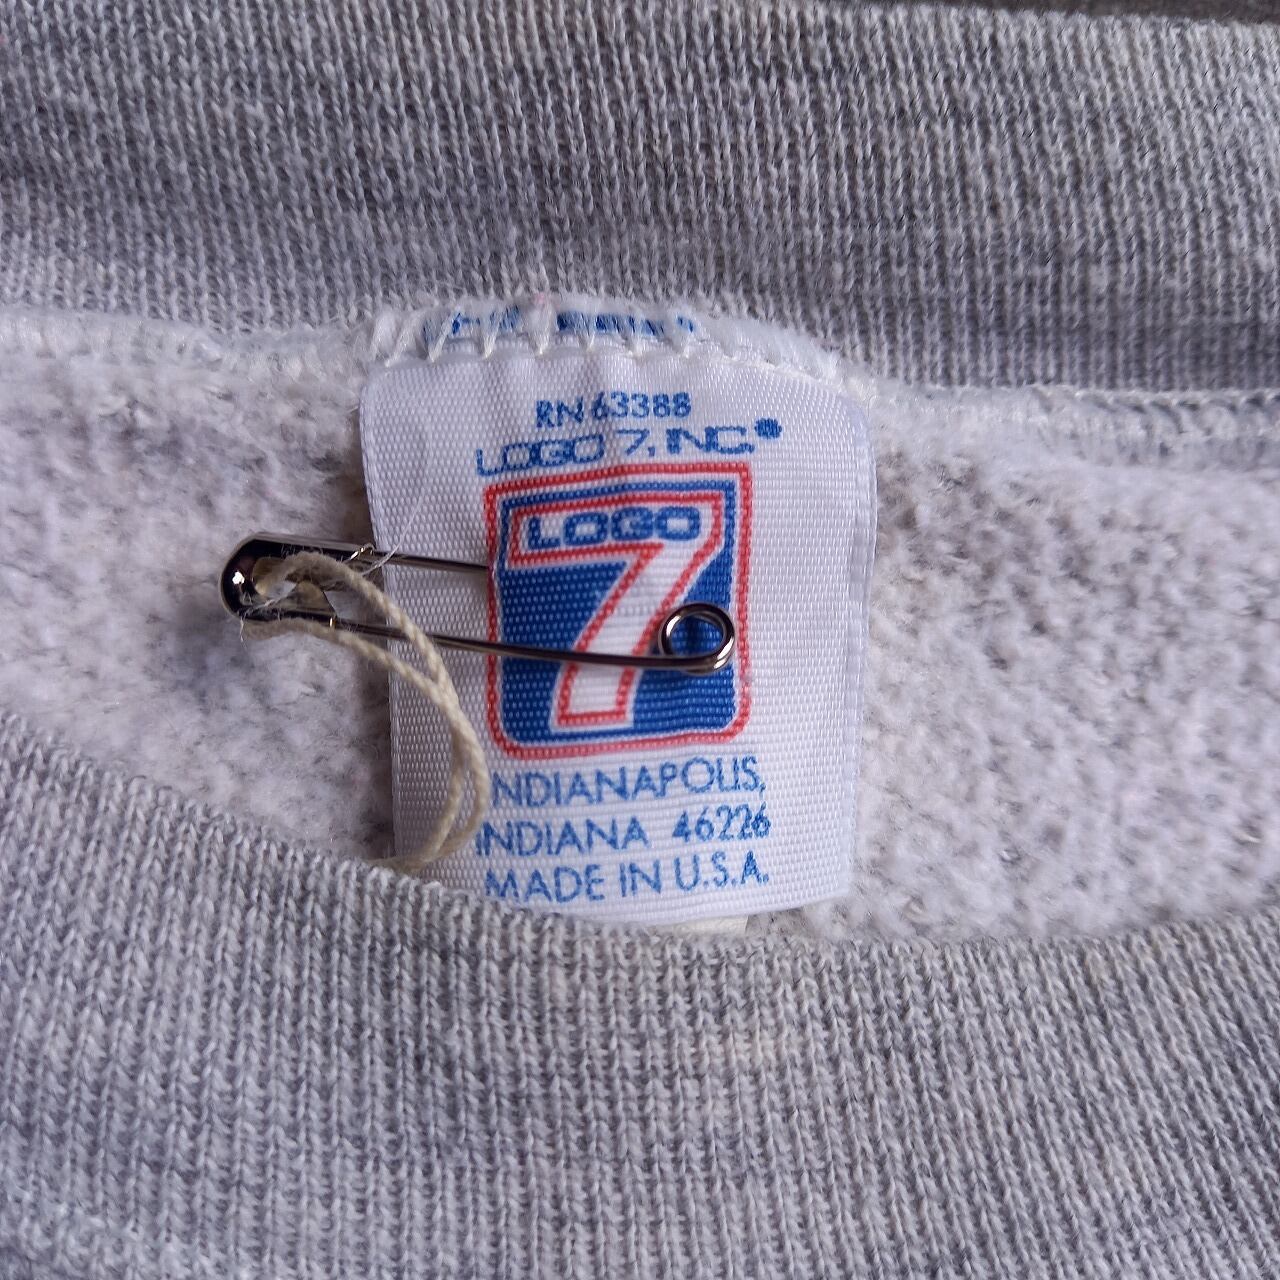 RN 63388
LOGO 7, INC.®
LOGO
7
INDIANAPOLIS,
INDIANA 46226
MADE IN U.S.A.